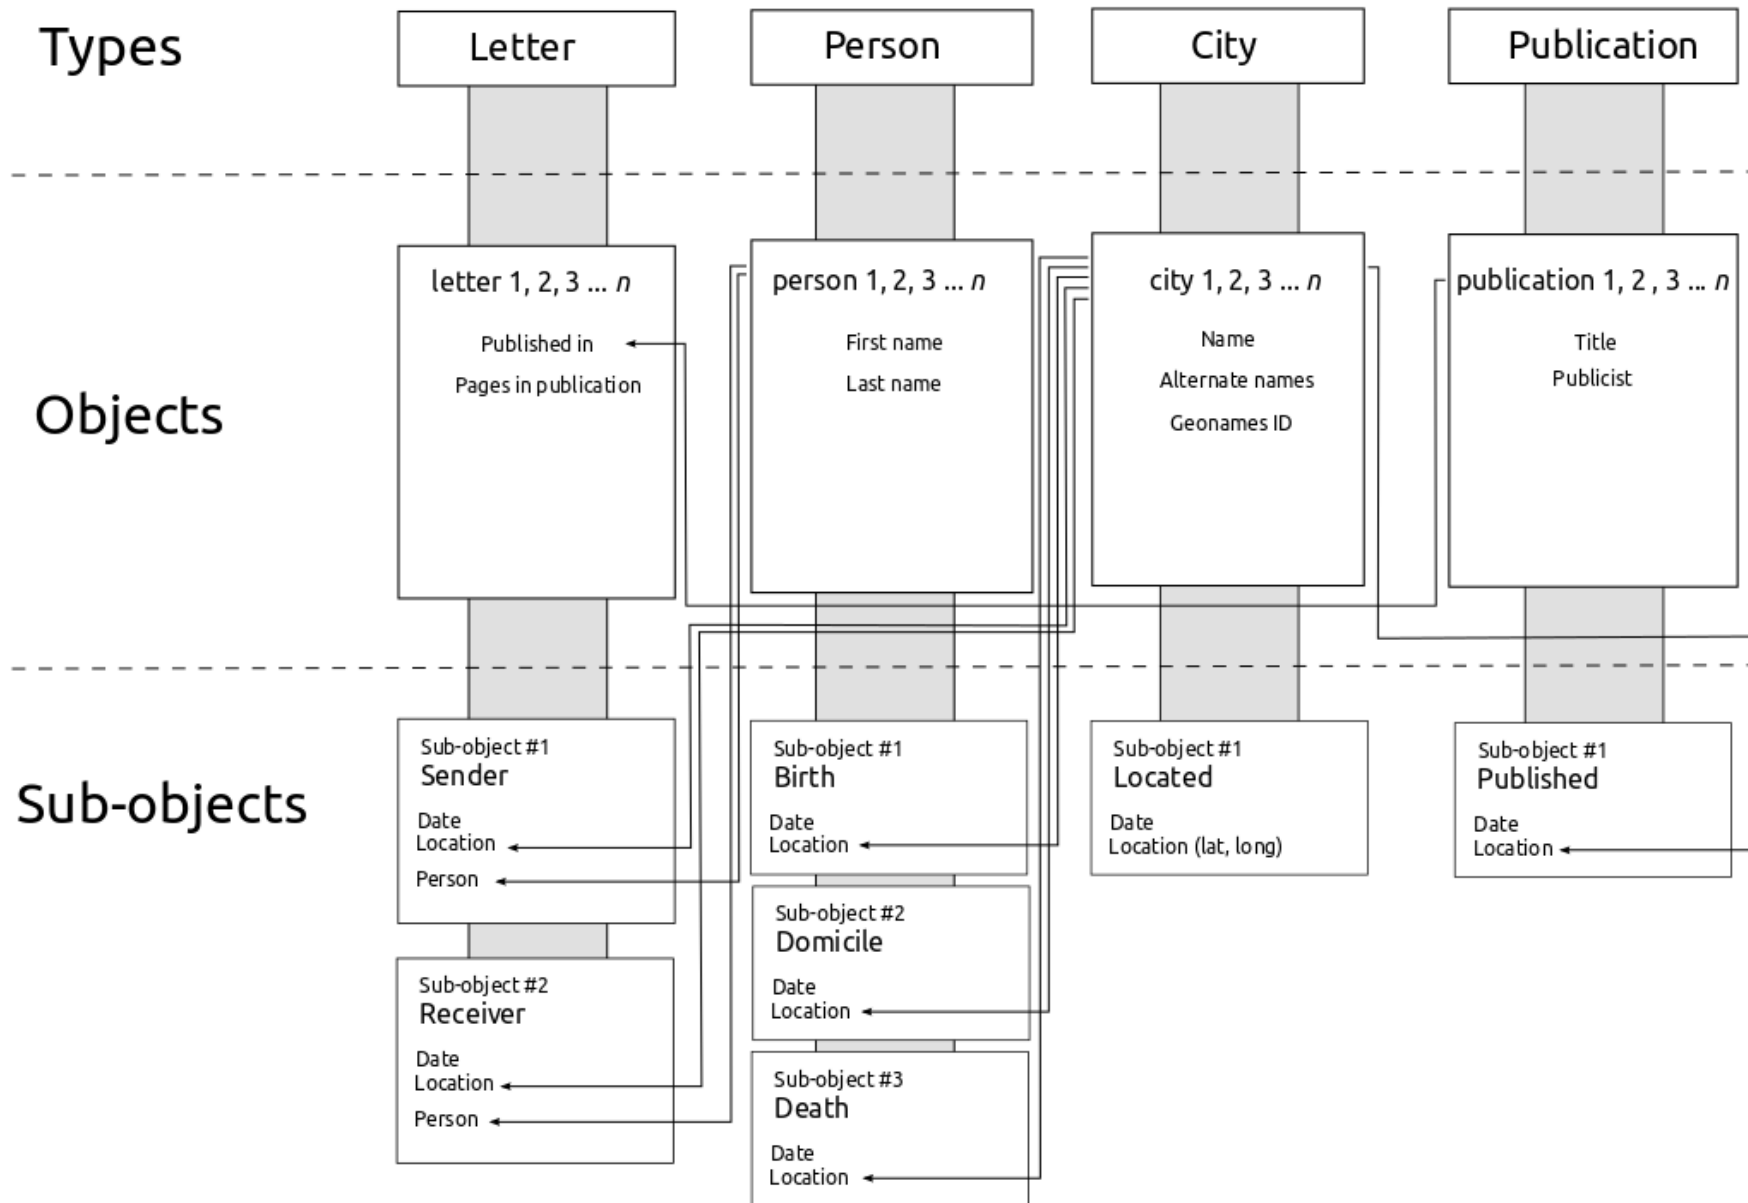 Types
Letter
Person
City
Publication
Objects
letter 1, 2, 3 ... n
Published in
Pages in publication
person 1, 2, 3 ... n
First name
Last name
city 1, 2, 3 ... n
Name
Alternate names
Geonames ID
publication 1, 2 , 3 ... n
Title
Publicist
Sub-objects
Sub-object #1
Sender
Date
Location
Person
Sub-object #2
Receiver
Date
Location
Person
Sub-object #1
Birth
Date
Location
Sub-object #2
Domicile
Date
Location
Sub-object #3
Death
Date
Location
Sub-object #1
Located
Date
Location (lat, long)
Sub-object #1
Published
Date
Location